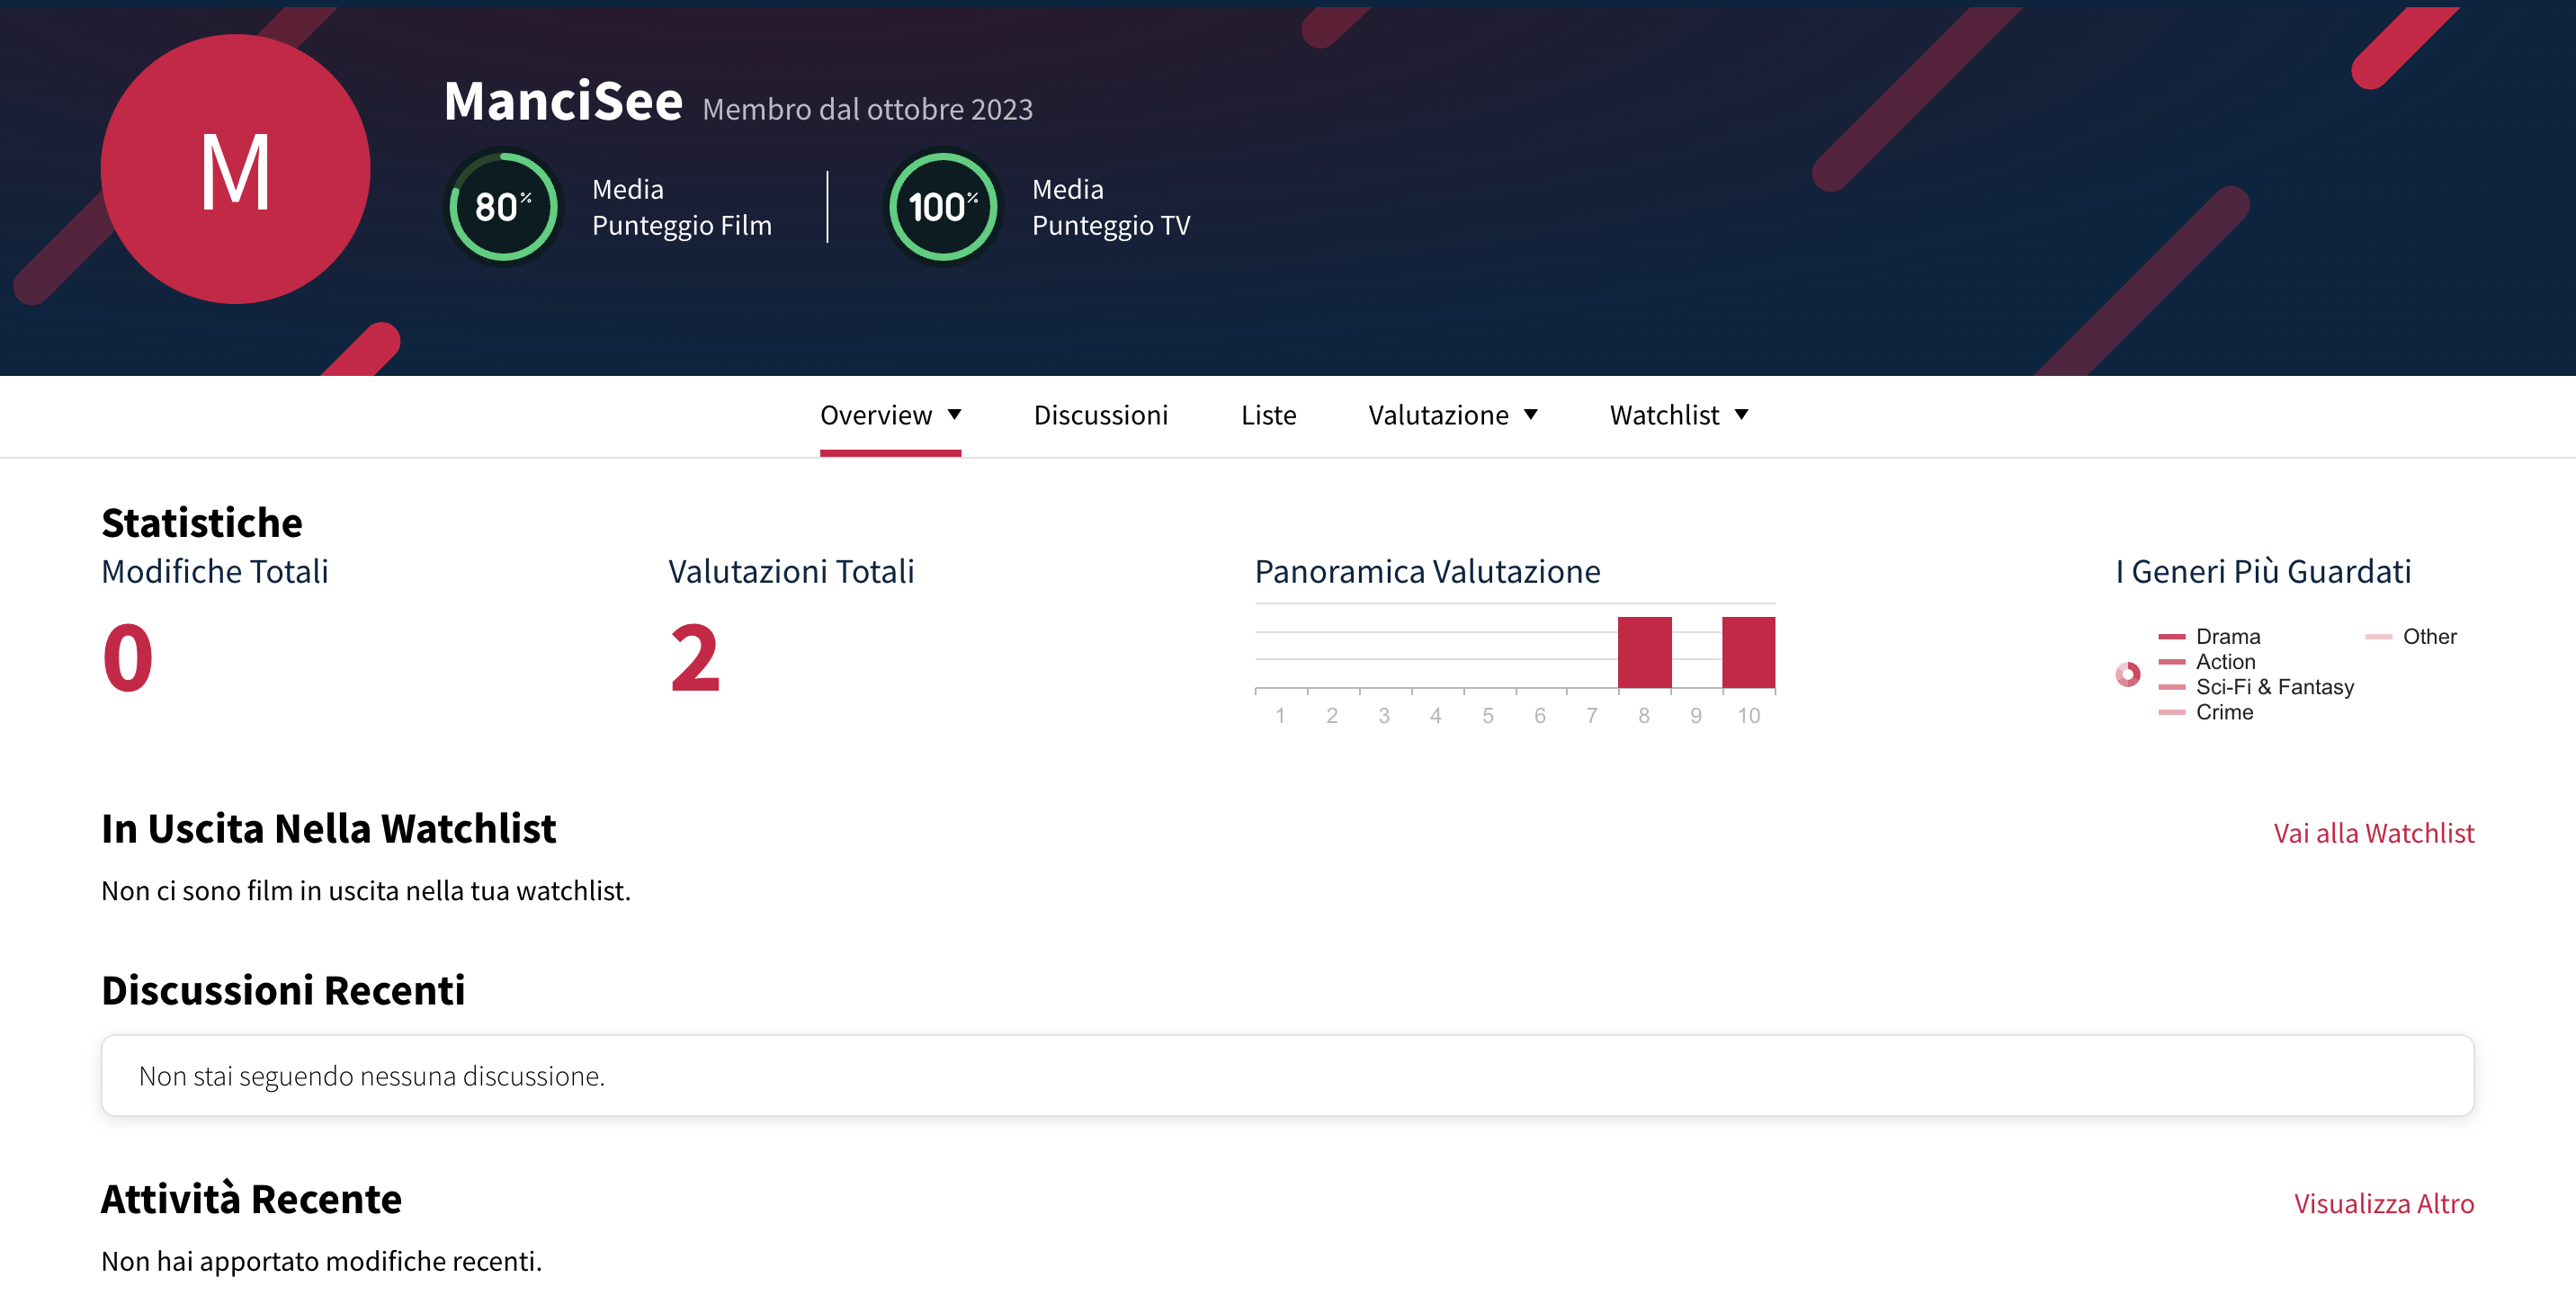 M
ManciSee Membro dal ottobre 2023
80%
Media
Punteggio Film
100%
Media
Punteggio TV
Overview Discussioni Liste Valutazione Watchlist
Statistiche
Modifiche Totali
0
Valutazioni Totali
2
Panoramica Valutazione
1 2 3 4 5 6 7 8 9 10
I Generi Più Guardati
Drama
Action
Sci-Fi & Fantasy
Crime
Other
In Uscita Nella Watchlist
Vai alla Watchlist
Non ci sono film in uscita nella tua watchlist.
Discussioni Recenti
Non stai seguendo nessuna discussione.
Attività Recente
Visualizza Altro
Non hai apportato modifiche recenti.